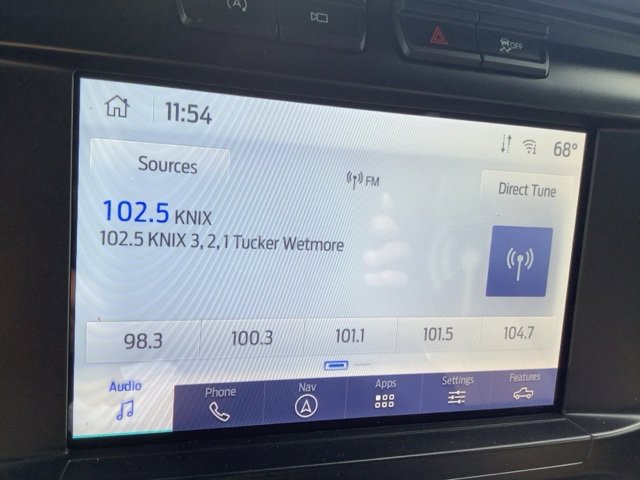 OFF
11:54
68°
Sources
FM
Direct Tune
102.5 KNIX
102.5 KNIX 3, 2, 1 Tucker Wetmore
98.3 100.3 101.1 101.5 104.7
Audio Phone Nav Apps Settings Features